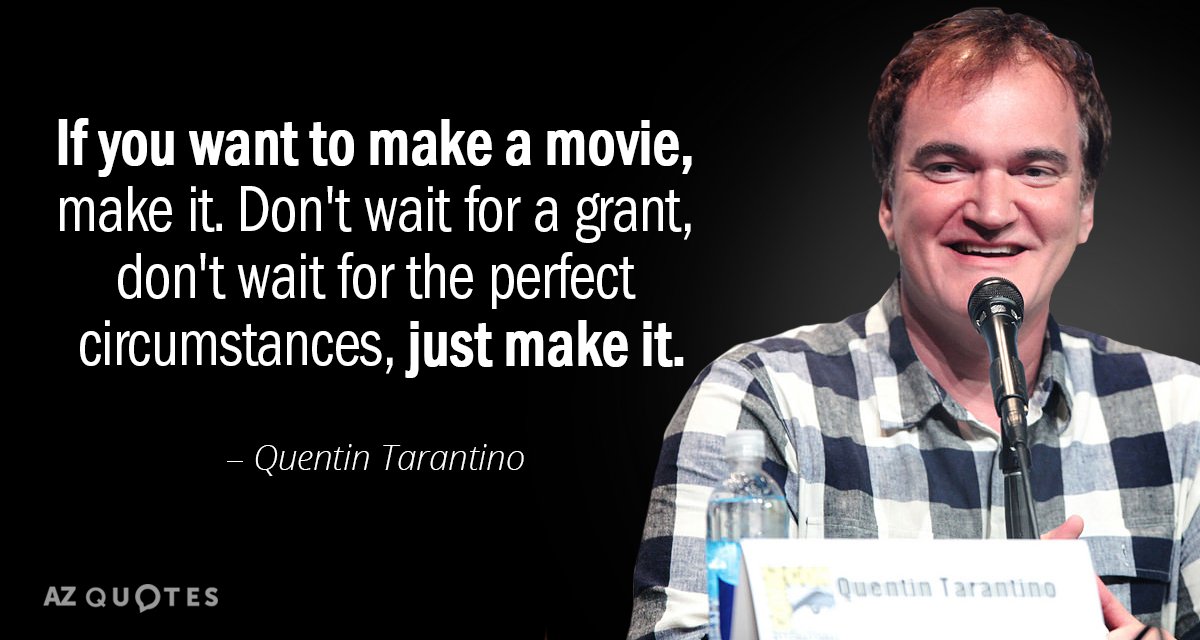 If you want to make a movie,
make it. Don't wait for a grant,
don't wait for the perfect
circumstances, just make it.
– Quentin Tarantino
AZ QUOTES
Quentin Tarantino